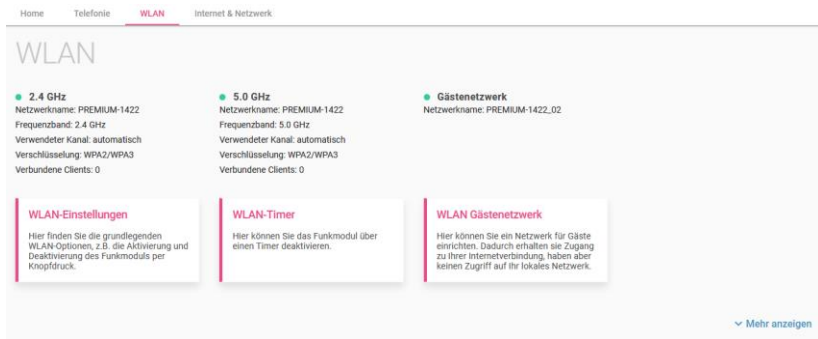 Home Telefonie WLAN Internet & Netzwerk
WLAN
2.4 GHz
Netzwerkname: PREMIUM-1422
Frequenzband: 2.4 GHz
Verwendeter Kanal: automatisch
Verschlüsselung: WPA2/WPA3
Verbundene Clients: 0
5.0 GHz
Netzwerkname: PREMIUM-1422
Frequenzband: 5.0 GHz
Verwendeter Kanal: automatisch
Verschlüsselung: WPA2/WPA3
Verbundene Clients: 0
Gästenetzwerk
Netzwerkname: PREMIUM-1422_02
WLAN-Einstellungen
Hier finden Sie die grundlegenden
WLAN-Optionen, z.B. die Aktivierung und
Deaktivierung des Funkmoduls per
Knopfdruck.
WLAN-Timer
Hier können Sie das Funkmodul über
einen Timer deaktivieren.
WLAN Gästenetzwerk
Hier können Sie ein Netzwerk für Gäste
einrichten. Dadurch erhalten sie Zugang
zu Ihrer Internetverbindung, haben aber
keinen Zugriff auf Ihr lokales Netzwerk.
Mehr anzeigen